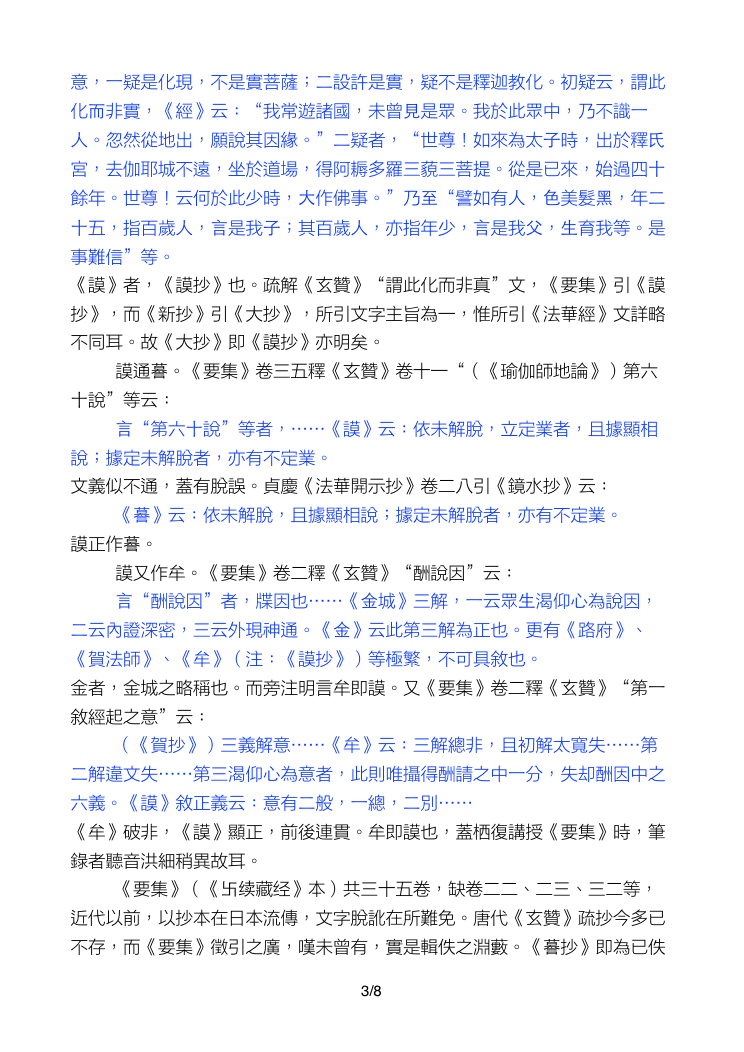 意，一疑是化現，不是實菩薩；二設許是實，疑不是釋迦教化。初疑云，謂此
化而非實，《經》云：“我常遊諸國，未曾見是眾。我於此眾中，乃不識一
人。忽然從地出，願說其因緣。”二疑者，“世尊！如來為太子時，出於釋氏
宮，去伽耶城不遠，坐於道場，得阿耨多羅三藐三菩提。從是已來，始過四十
餘年。世尊！云何於此少時，大作佛事。”乃至“譬如有人，色美髮黑，年二
十五，指百歲人，言是我子；其百歲人，亦指年少，言是我父，生育我等。是
事難信”等。
《謨》者，《謨抄》也。疏解《玄贊》“謂此化而非真”文，《要集》引《謨
抄》，而《新抄》引《大抄》，所引文字主旨為一，惟所引《法華經》文詳略
不同耳。故《大抄》即《謨抄》亦明矣。
謨通暮。《要集》卷三五釋《玄贊》卷十一“（《瑜伽師地論》）第六
十說”等云：
言“第六十說”等者，……《謨》云：依未解脫，立定業者，且據顯相
說；據定未解脫者，亦有不定業。
文義似不通，蓋有脫誤。貞慶《法華開示抄》卷二八引《鏡水抄》云：
《暮》云：依未解脫，且據顯相說；據定未解脫者，亦有不定業。
謨正作暮。
謨又作牟。《要集》卷二釋《玄贊》“酬說因”云：
言“酬說因”者，牒因也……《金城》三解，一云眾生渴仰心為說因，
二云內證深密，三云外現神通。《金》云此第三解為正也。更有《路府》、
《賀法師》、《牟》（注：《謨抄》）等極繁，不可具敘也。
金者，金城之略稱也。而旁注明言牟即謨。又《要集》卷二釋《玄贊》“第一
敘經起之意”云：
（《賀抄》）三義解意……《牟》云：三解總非，且初解太寬失……第
二解違文失……第三渴仰心為意者，此則唯攝得酬請之中一分，失却酬因中之
六義。《謨》敘正義云：意有二般，一總，二別……
《牟》破非，《謨》顯正，前後連貫。牟即謨也，蓋栖復講授《要集》時，筆
錄者聽音洪細稍異故耳。
《要集》（《卐续藏经》本）共三十五卷，缺卷二二、二三、三二等，
近代以前，以抄本在日本流傳，文字脫訛在所難免。唐代《玄贊》疏抄今多已
不存，而《要集》徵引之廣，嘆未曾有，實是輯佚之淵藪。《暮抄》即為已佚
3/8